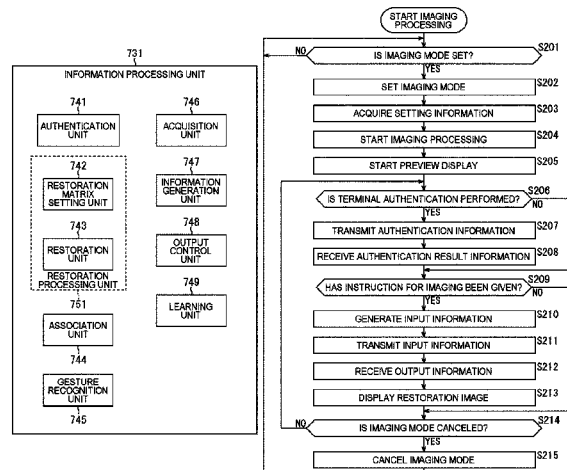 731
INFORMATION PROCESSING UNIT
741
AUTHENTICATION
UNIT
742
RESTORATION
MATRIX
SETTING UNIT
743
RESTORATION
UNIT
RESTORATION
PROCESSING UNIT
751
ASSOCIATION
UNIT
744
GESTURE
RECOGNITION
UNIT
745
746
ACQUISITION
UNIT
747
INFORMATION
GENERATION
UNIT
748
OUTPUT
CONTROL
UNIT
749
LEARNING
UNIT
START IMAGING
PROCESSING
S201
NO
IS IMAGING MODE SET?
YES
S202
SET IMAGING MODE
S203
ACQUIRE SETTING INFORMATION
S204
START IMAGING PROCESSING
S205
START PREVIEW DISPLAY
S206
IS TERMINAL AUTHENTICATION PERFORMED?
NO
YES
S207
TRANSMIT AUTHENTICATION INFORMATION
S208
RECEIVE AUTHENTICATION RESULT INFORMATION
S209
HAS INSTRUCTION FOR IMAGING BEEN GIVEN?
NO
YES
S210
GENERATE INPUT INFORMATION
S211
TRANSMIT INPUT INFORMATION
S212
RECEIVE OUTPUT INFORMATION
S213
DISPLAY RESTORATION IMAGE
S214
NO
IS IMAGING MODE CANCELED?
YES
S215
CANCEL IMAGING MODE